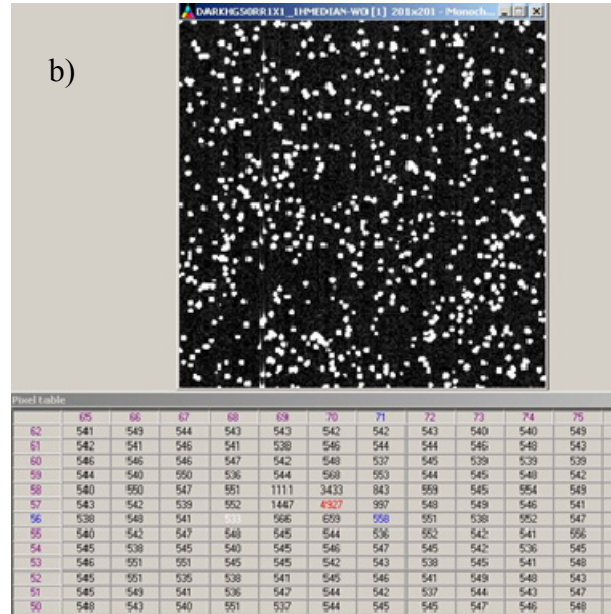 DARKHGS0RR1X1_1HMEDIAN-WOI[1] 201x201 - Monoch...
b)
Pixel table
65 66 67 68 69 70 71 72 73 74 75
62 541 549 544 543 543 542 542 543 540 540 549
61 542 541 546 541 538 546 544 544 546 548 543
60 546 546 546 547 542 548 537 545 539 539 539
59 544 540 550 536 544 568 553 544 545 548 542
58 540 550 547 551 1111 3433 843 559 545 554 549
57 543 542 539 552 1447 4927 997 548 549 546 541
56 538 548 541 533 566 659 558 551 538 552 547
55 540 542 547 548 545 544 536 552 542 541 556
54 545 538 545 540 545 546 547 545 542 536 545
53 546 551 551 545 545 542 543 538 545 541 548
52 545 551 535 538 541 545 546 541 549 548 543
51 545 549 541 536 547 544 542 537 544 543 547
50 548 543 540 551 537 544 545 545 547 546 548